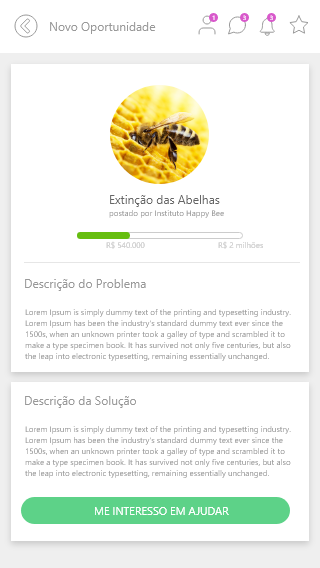 Novo Oportunidade
1
3
3
Extinção das Abelhas
postado por Instituto Happy Bee
R$ 540.000
R$ 2 milhões
Descrição do Problema
Lorem Ipsum is simply dummy text of the printing and typesetting industry.
Lorem Ipsum has been the industry's standard dummy text ever since the
1500s, when an unknown printer took a galley of type and scrambled it to
make a type specimen book. It has survived not only five centuries, but also
the leap into electronic typesetting, remaining essentially unchanged.
Descrição da Solução
Lorem Ipsum is simply dummy text of the printing and typesetting industry.
Lorem Ipsum has been the industry's standard dummy text ever since the
1500s, when an unknown printer took a galley of type and scrambled it to
make a type specimen book. It has survived not only five centuries, but also
the leap into electronic typesetting, remaining essentially unchanged.
ME INTERESSO EM AJUDAR